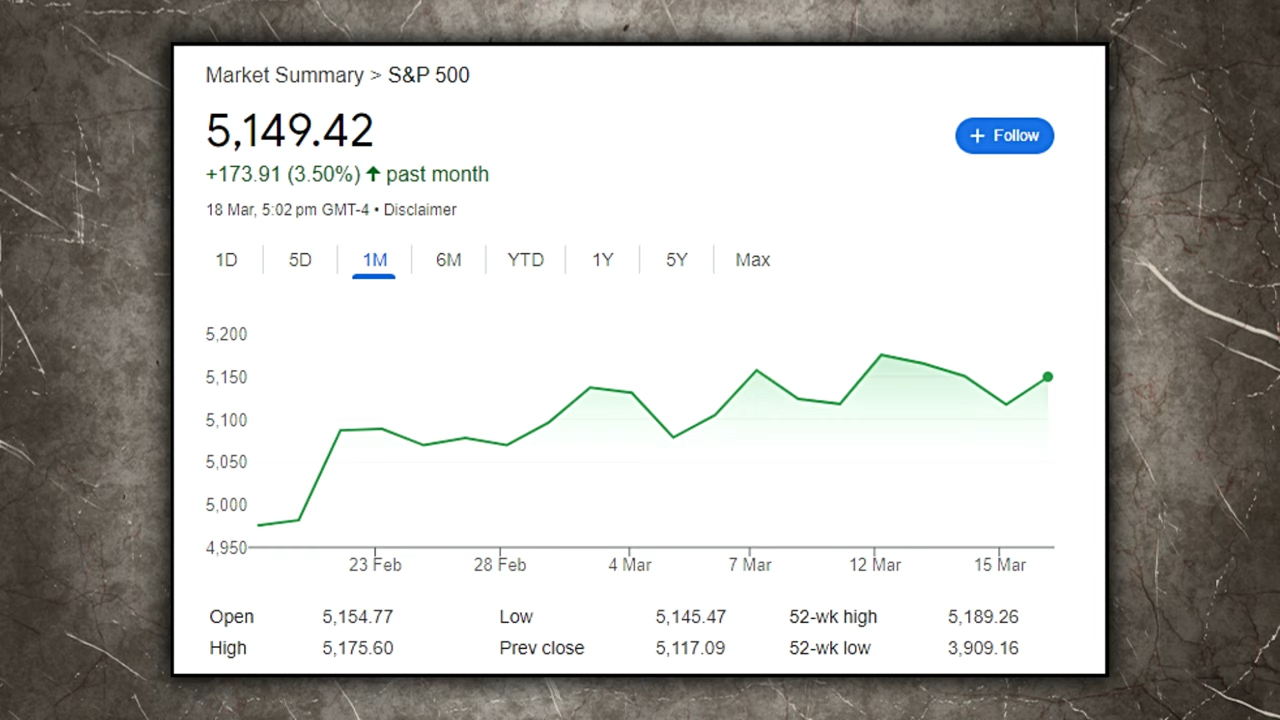 Market Summary > S&P 500
5,149.42
+ Follow
+173.91 (3.50%) ↑ past month
18 Mar, 5:02 pm GMT-4 • Disclaimer
1D 5D 1M 6M YTD 1Y 5Y Max
5,200
5,150
5,100
5,050
5,000
4,950
23 Feb 28 Feb 4 Mar 7 Mar 12 Mar 15 Mar
Open 5,154.77 Low 5,145.47 52-wk high 5,189.26
High 5,175.60 Prev close 5,117.09 52-wk low 3,909.16